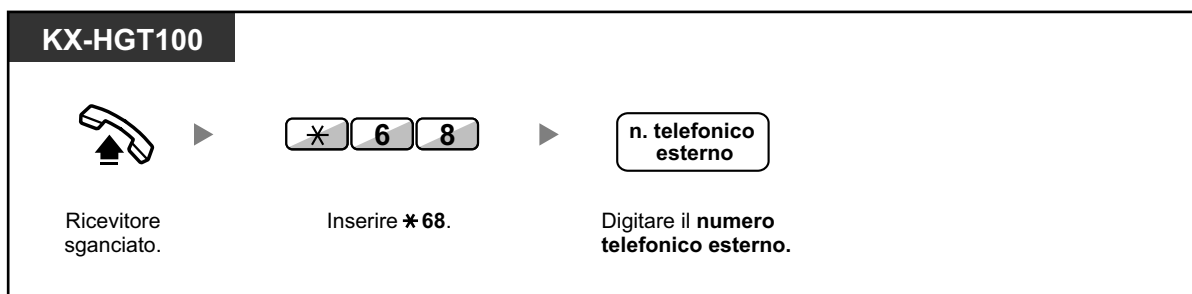 KX-HGT100
* 6 8
n. telefonico
esterno
Ricevitore
sganciato.
Inserire *68.
Digitare il numero
telefonico esterno.